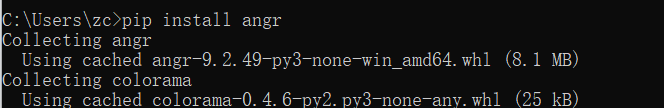 C:\Users\zc>pip install angr
Collecting angr
  Using cached angr-9.2.49-py3-none-win_amd64.whl (8.1 MB)
Collecting colorama
  Using cached colorama-0.4.6-py2.py3-none-any.whl (25 kB)